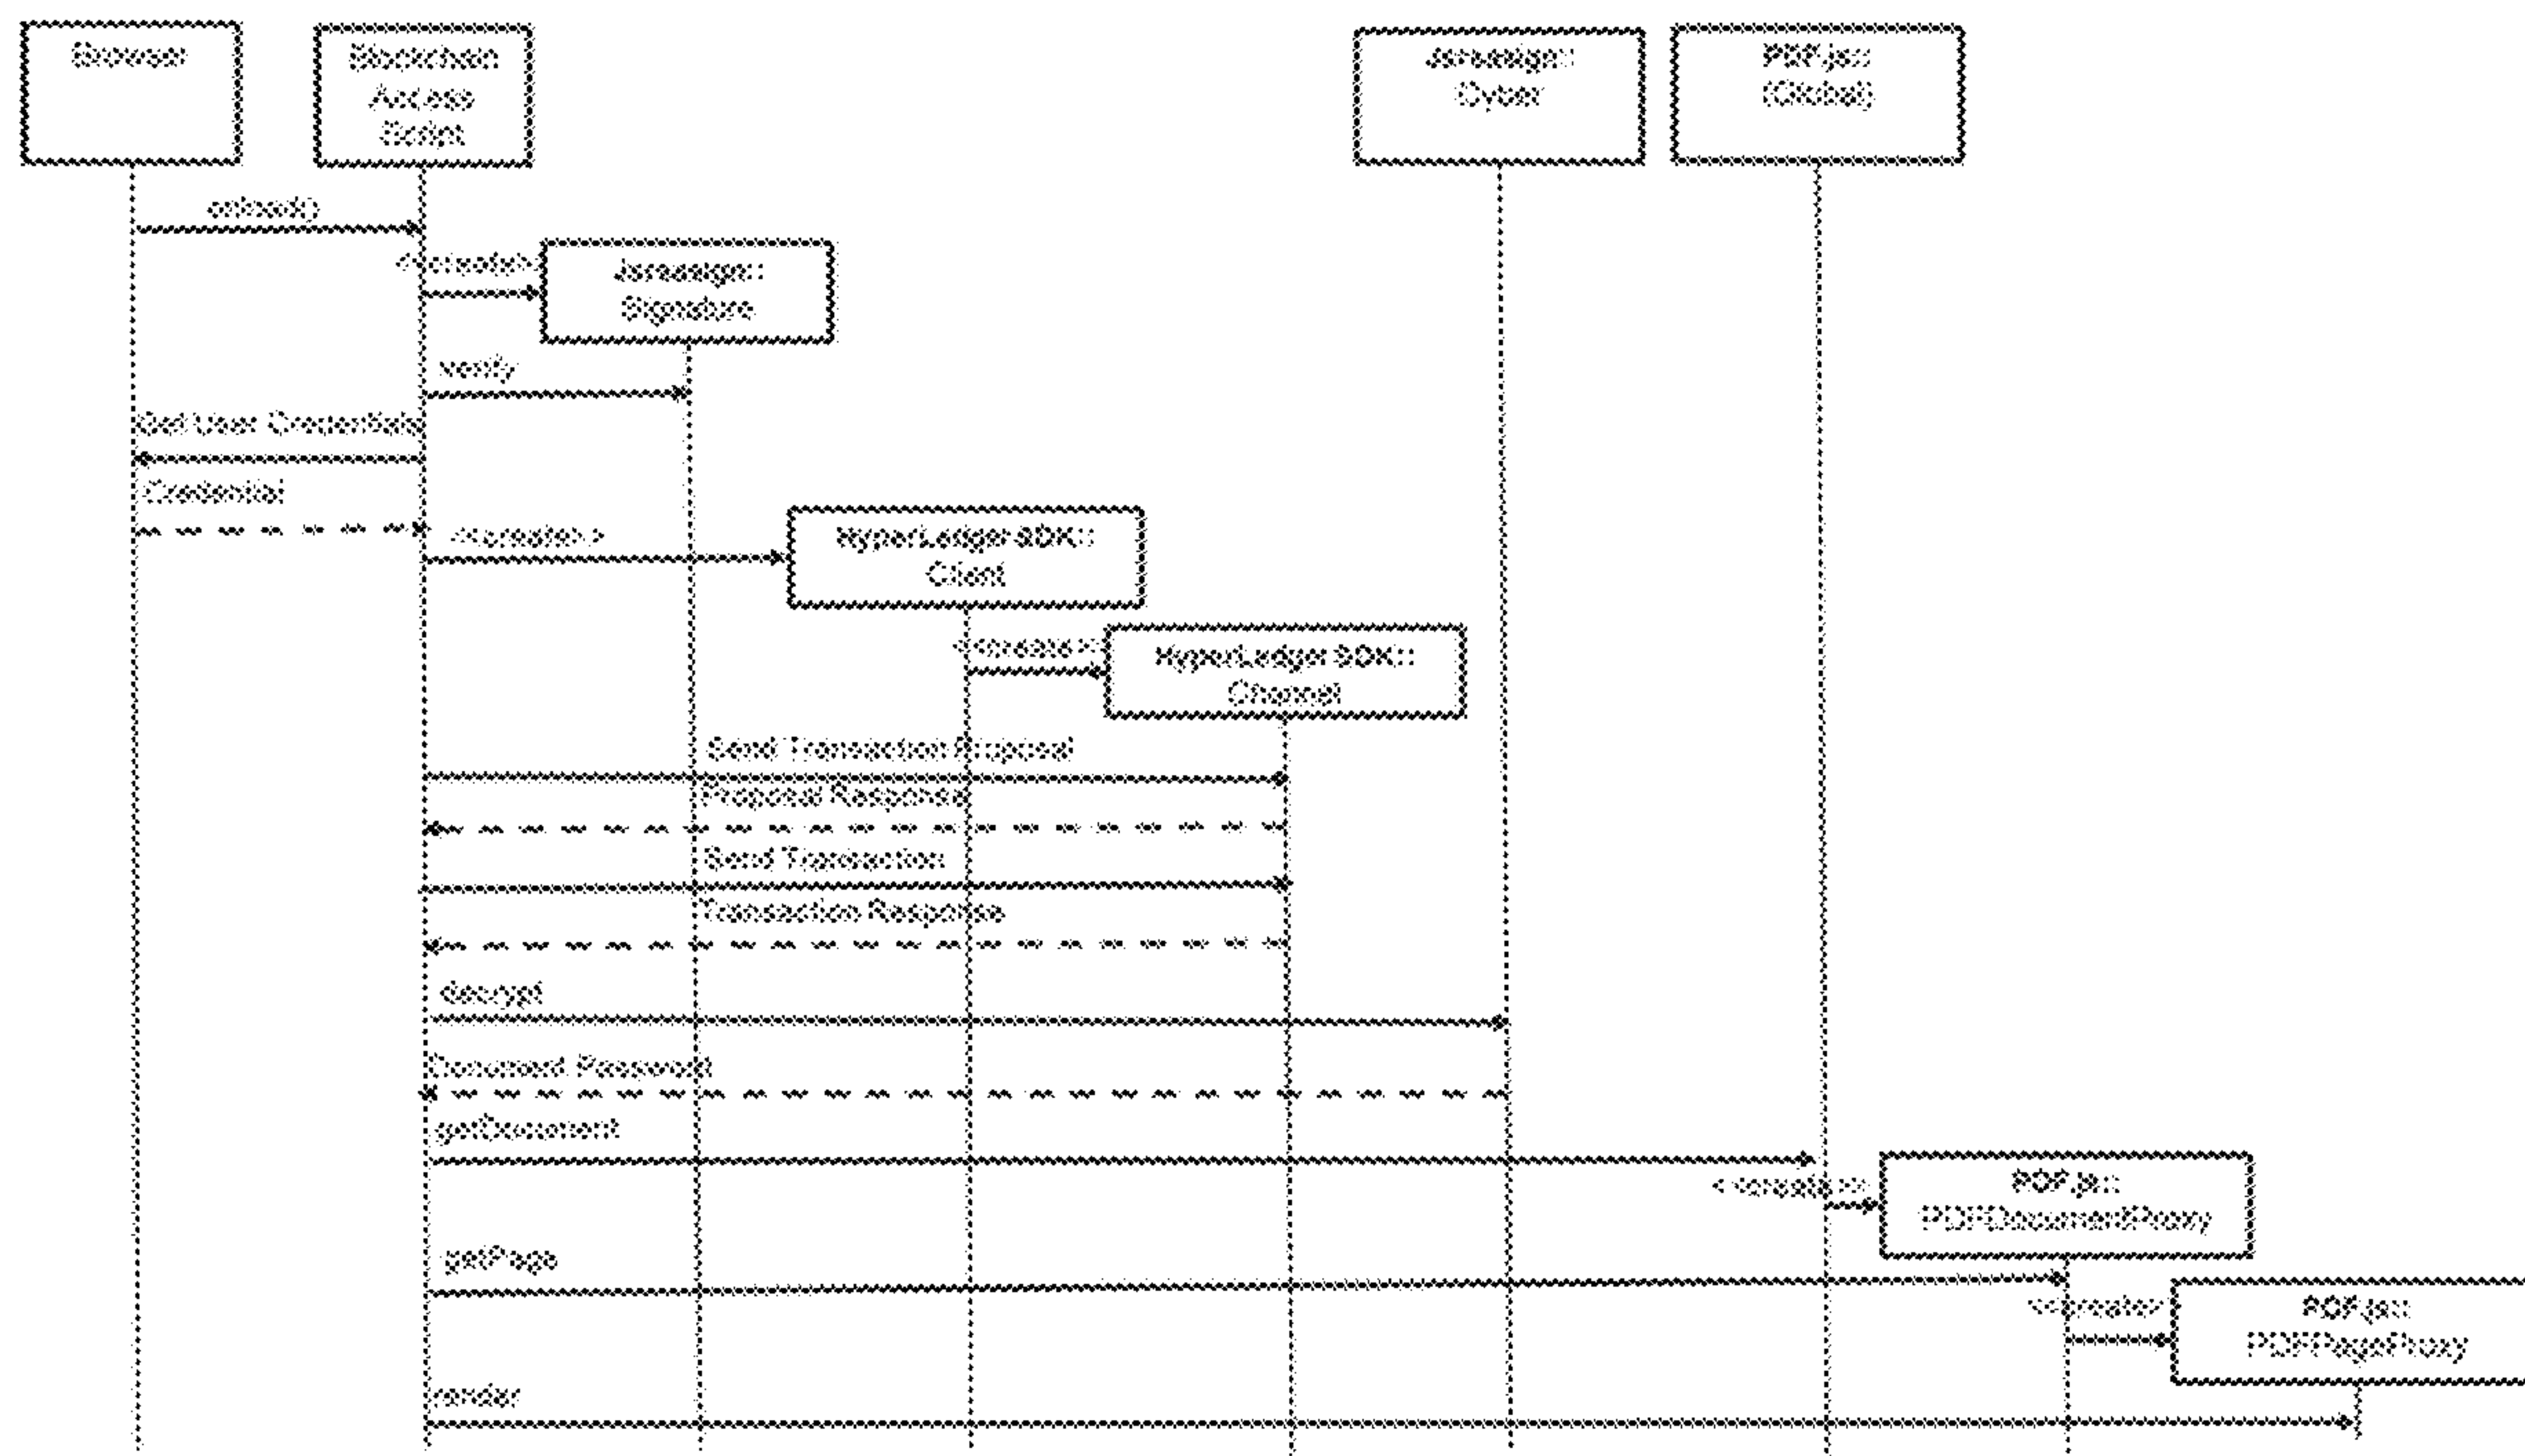 Browser
Blockchain
Access
Script
Jsrsasign::
PDF.js::
(Global)
onload()
<<create>>
Jsrsasign::
Signature
verify
Get User Credentials
Credential
<<create>>
HyperLedger SDK::
Client
<<create>>
HyperLedger SDK::
Channel
Send Transaction Proposal
Proposal Response
Send Transaction
Transaction Response
decrypt
Document Password
getDocument
<<create>>
PDF.js::
PDFDocumentProxy
getPage
<<create>>
PDF.js::
PDFPageProxy
render